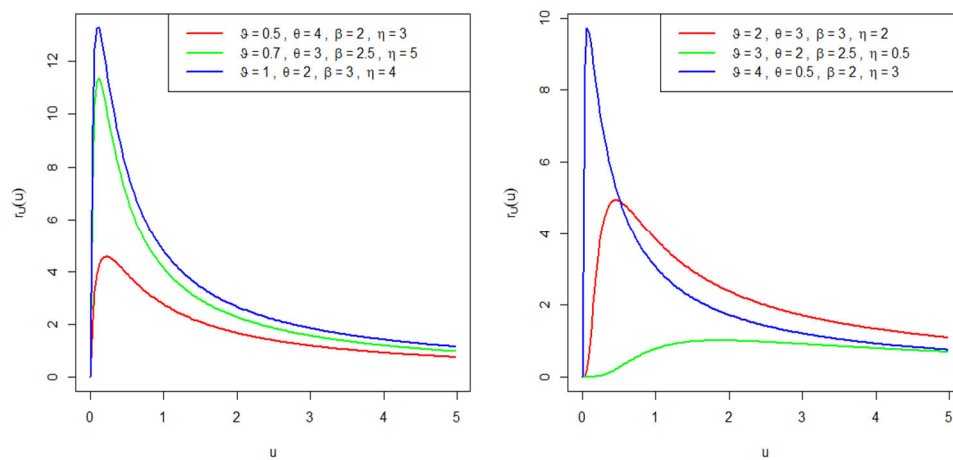 ϑ = 0.5 , θ = 4 , β = 2 , η = 3
ϑ = 0.7 , θ = 3 , β = 2.5 , η = 5
ϑ = 1 , θ = 2 , β = 3 , η = 4
r_U(u)
12
10
8
6
4
2
0
0 1 2 3 4 5
u
ϑ = 2 , θ = 3 , β = 3 , η = 2
ϑ = 3 , θ = 2 , β = 2.5 , η = 0.5
ϑ = 4 , θ = 0.5 , β = 2 , η = 3
r_U(u)
10
8
6
4
2
0
0 1 2 3 4 5
u